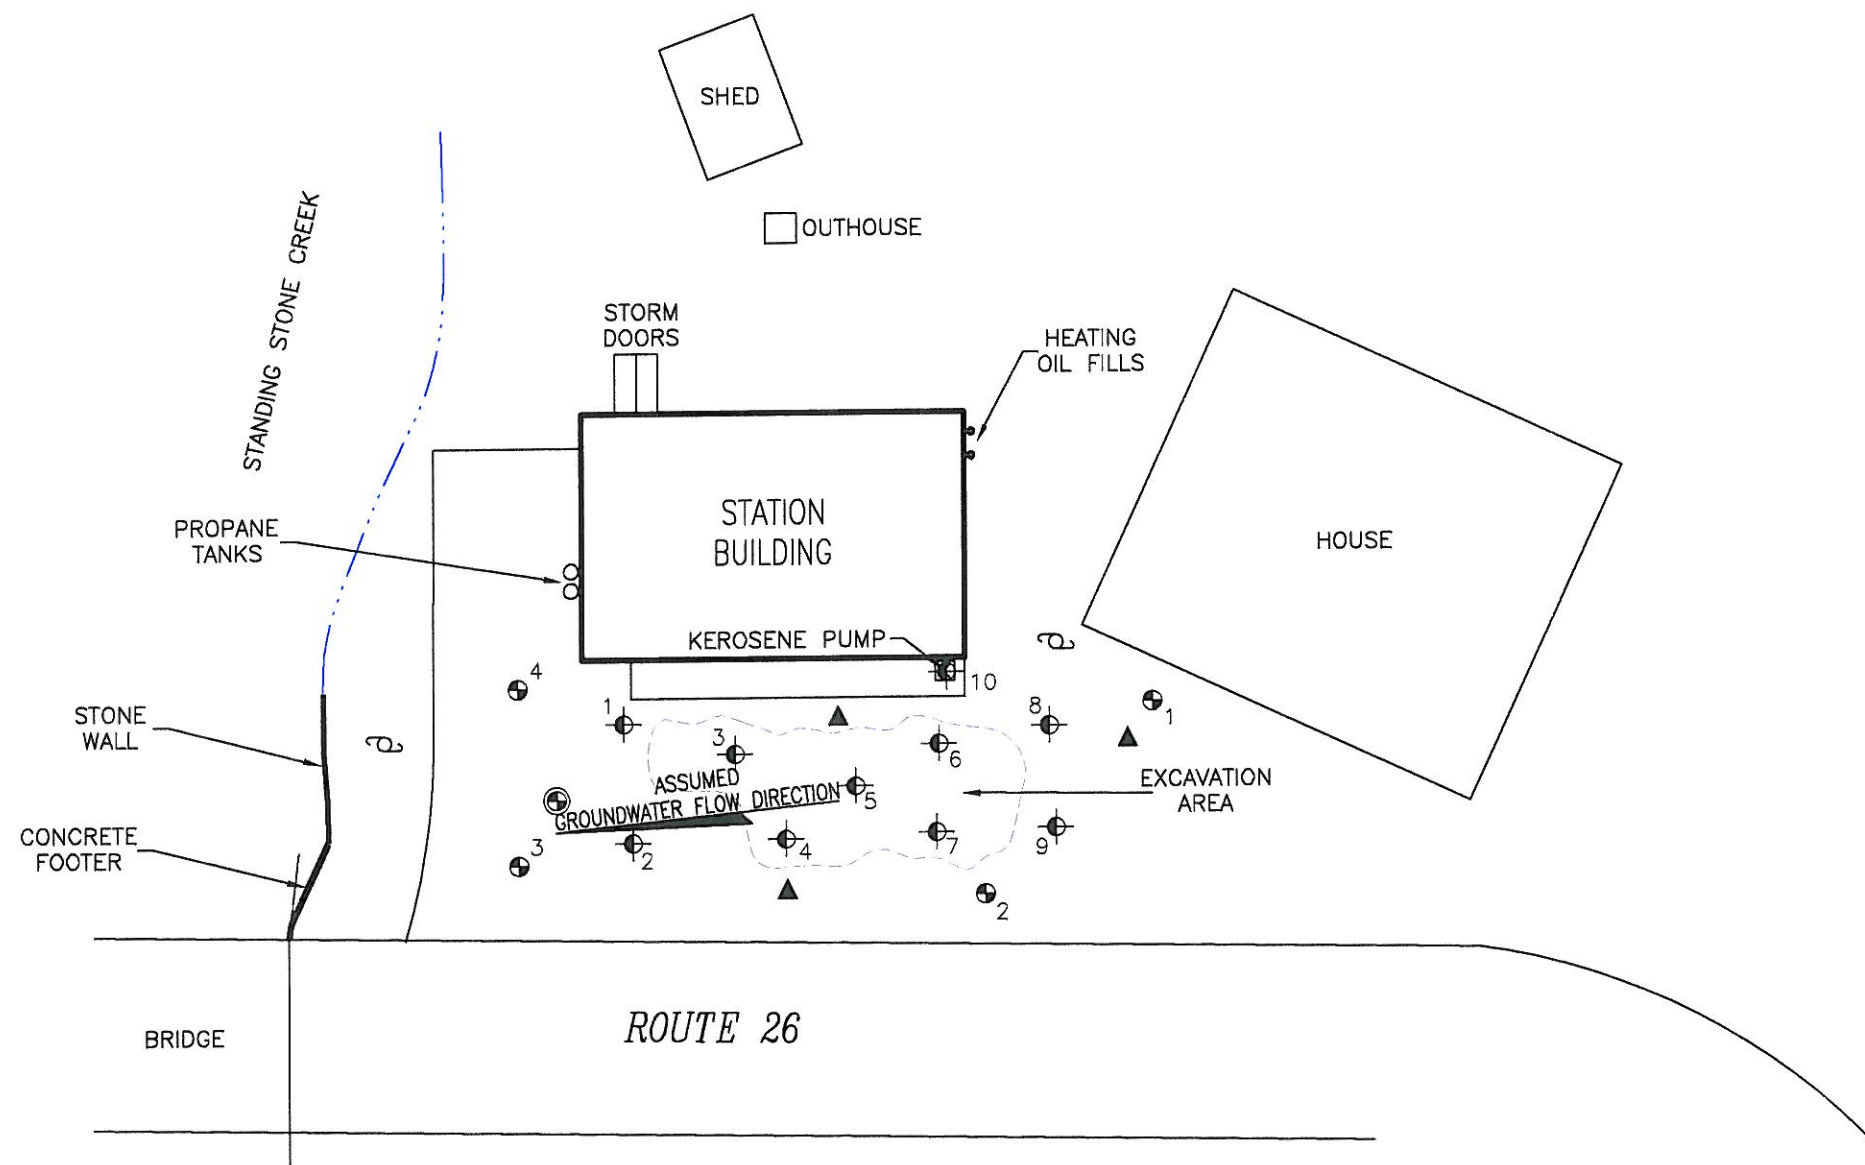 SHED
OUTHOUSE
STANDING STONE CREEK
STORM
DOORS
HEATING
OIL FILLS
STATION
BUILDING
HOUSE
PROPANE
TANKS
KEROSENE PUMP
10
4
1
8
1
STONE
WALL
3
6
ASSUMED
GROUNDWATER FLOW DIRECTION
5
EXCAVATION
AREA
CONCRETE
FOOTER
3
2
4
7
9
2
BRIDGE
ROUTE 26